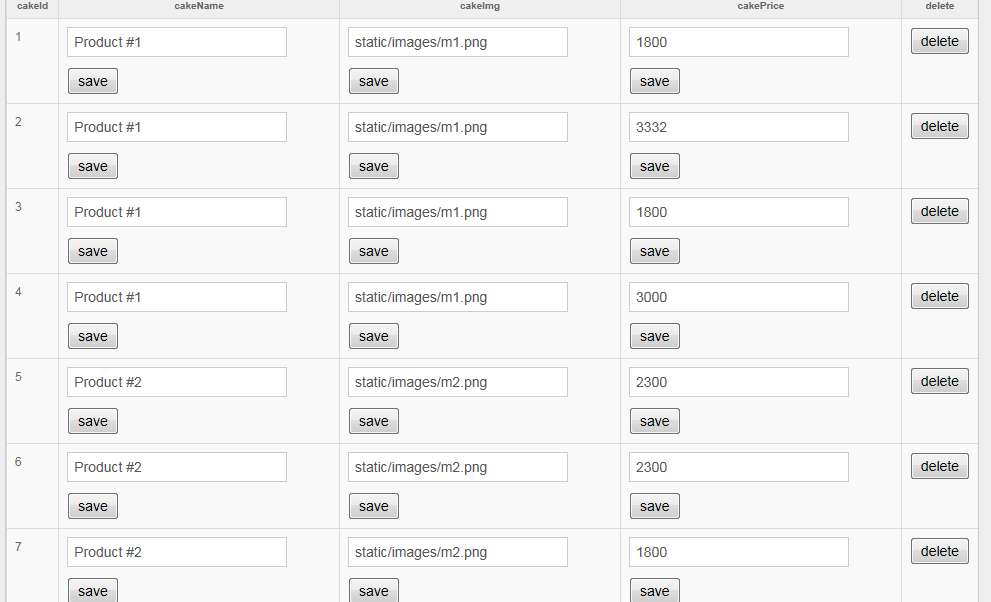 cakeId cakeName cakeImg cakePrice delete
1 Product #1 static/images/m1.png 1800 delete
save save save
2 Product #1 static/images/m1.png 3332 delete
save save save
3 Product #1 static/images/m1.png 1800 delete
save save save
4 Product #1 static/images/m1.png 3000 delete
save save save
5 Product #2 static/images/m2.png 2300 delete
save save save
6 Product #2 static/images/m2.png 2300 delete
save save save
7 Product #2 static/images/m2.png 1800 delete
save save save